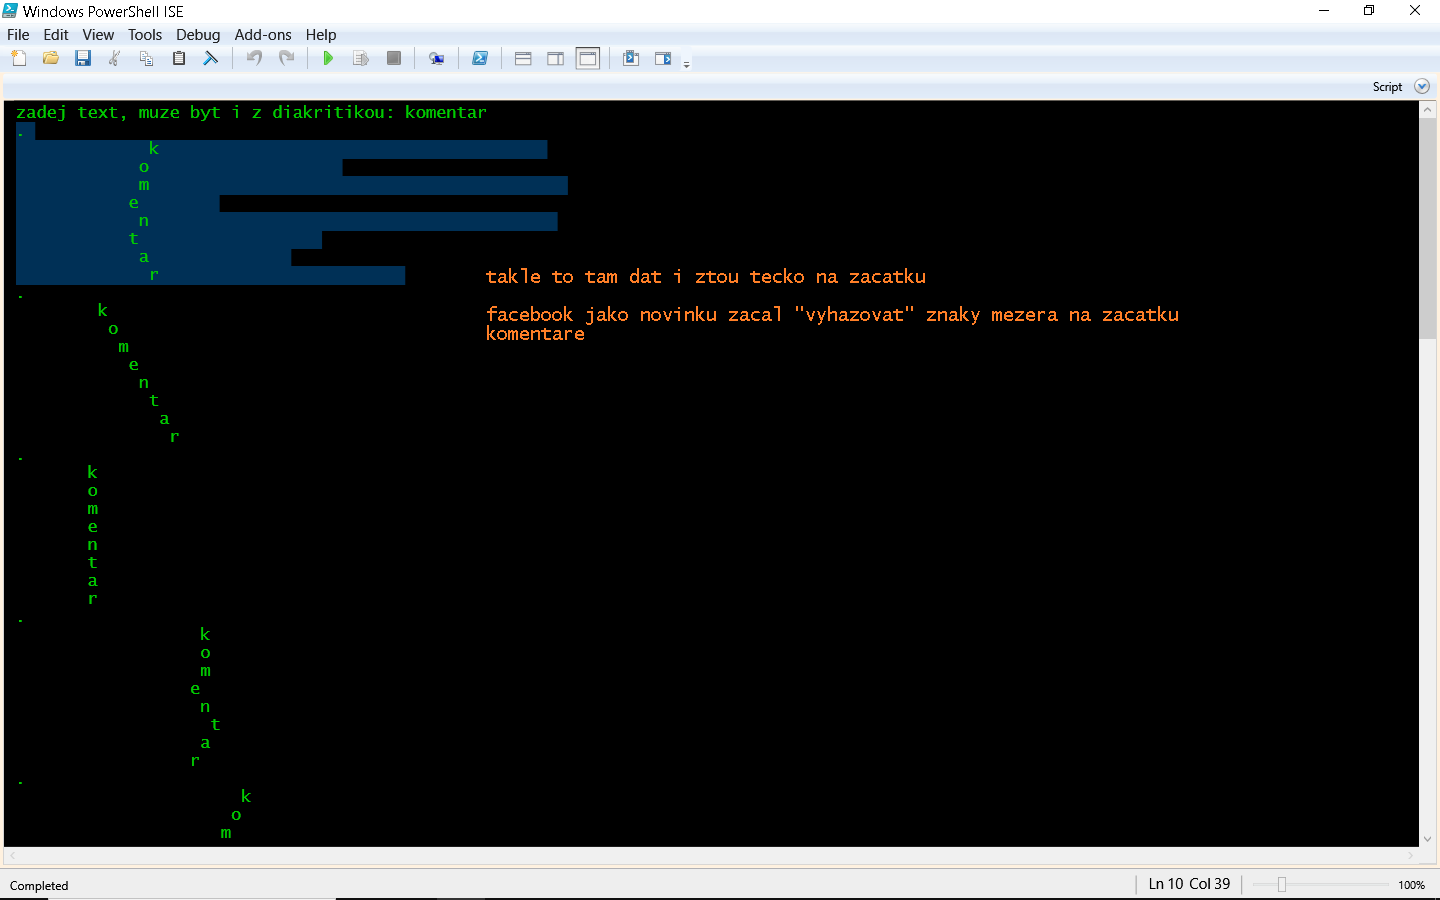 Windows PowerShell ISE
File Edit View Tools Debug Add-ons Help
Script
zadej text, muze byt i z diakritikou: komentar
.
k
o
m
e
n
t
a
r
takle to tam dat i ztou tecko na zacatku
facebook jako novinku zacal "vyhazovat" znaky mezera na zacatku
komentare
.
k
o
m
e
n
t
a
r
.
k
o
m
e
n
t
a
r
.
k
o
m
e
n
t
a
r
.
k
o
m
Completed Ln 10 Col 39 100%